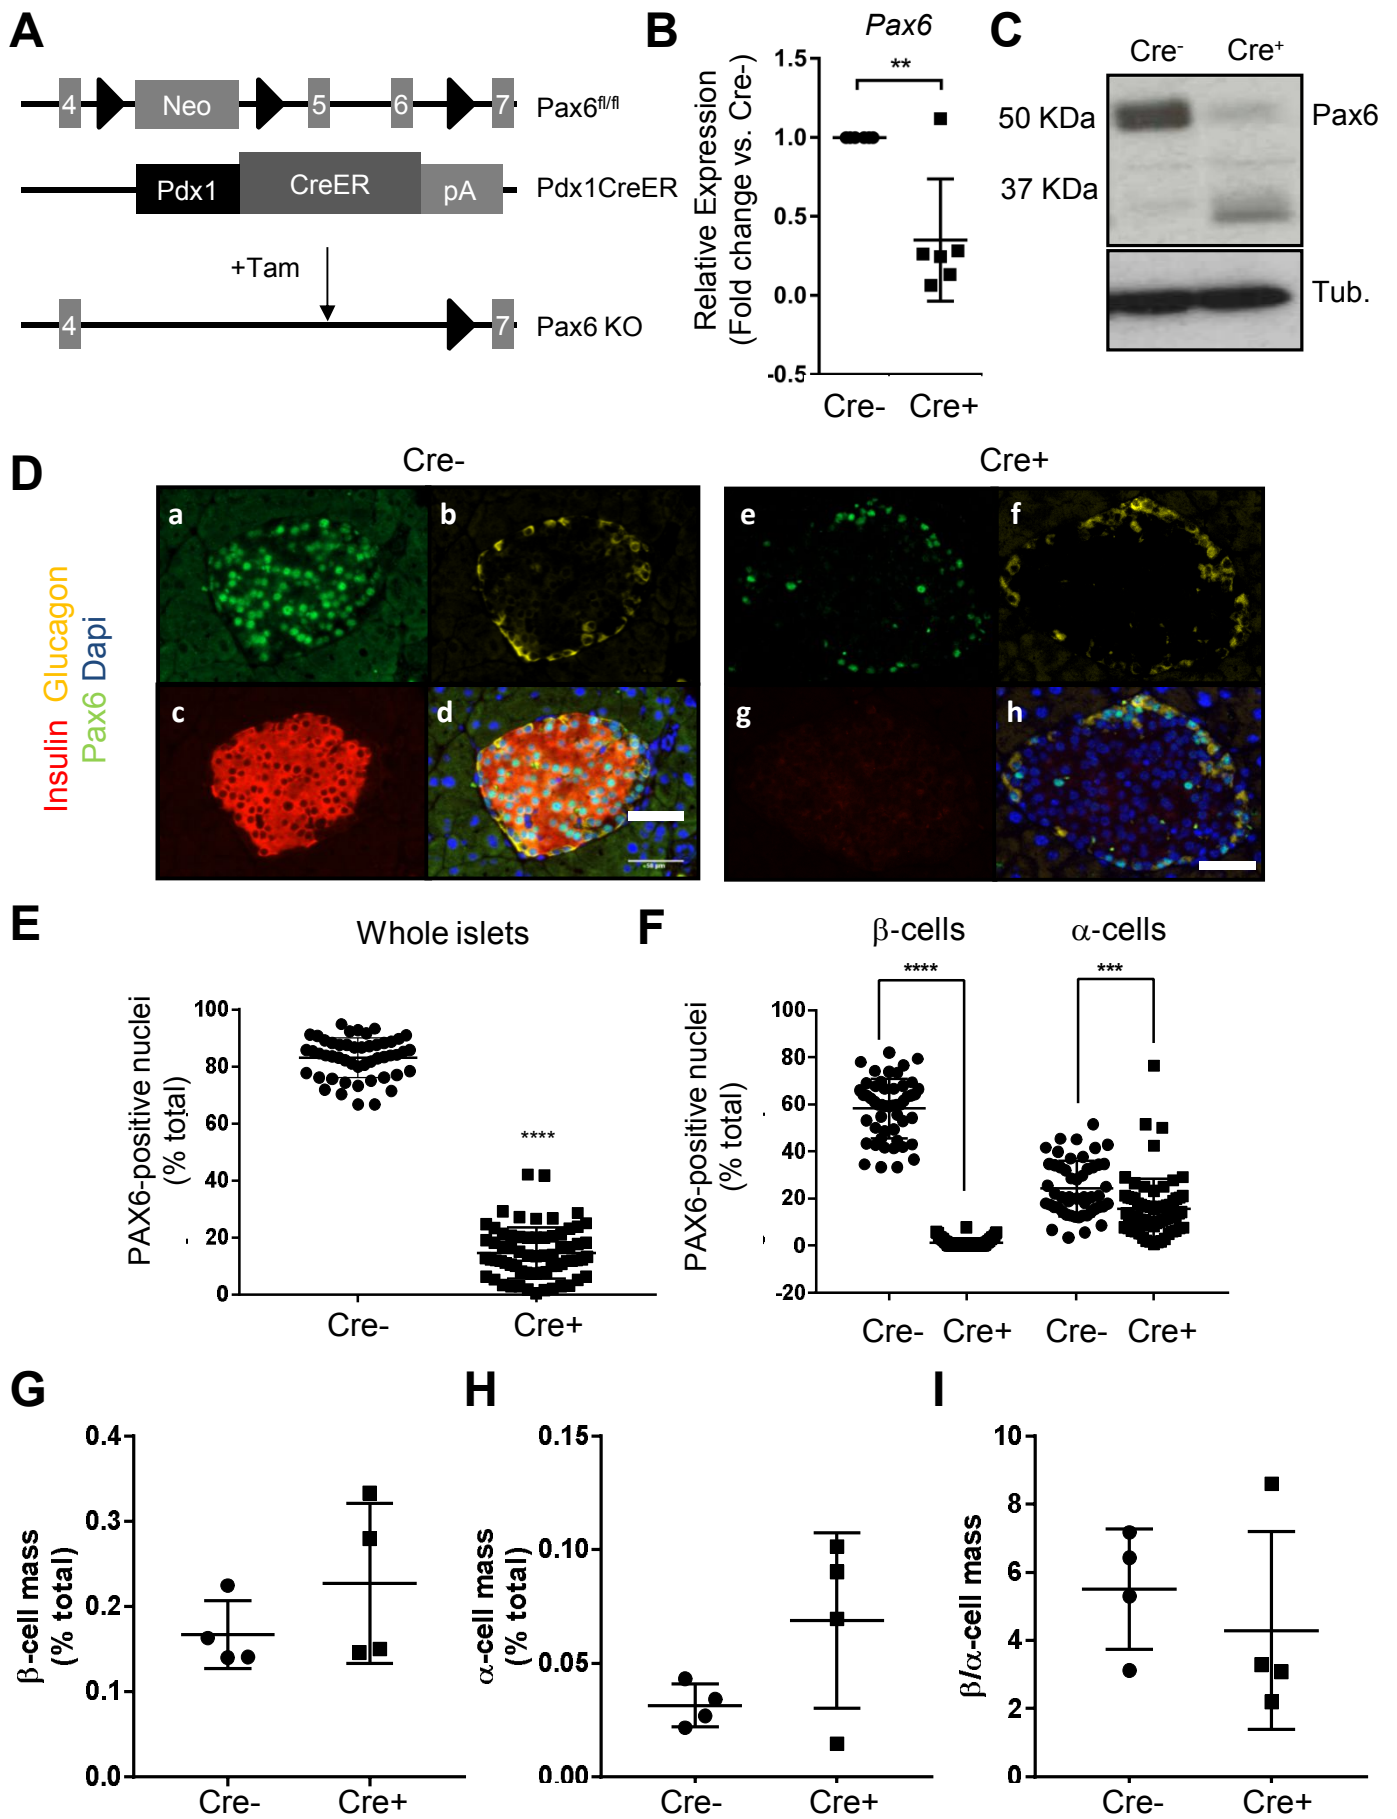 A
4 Neo 5 6 7 Pax6fl/fl
Pdx1 CreER pA Pdx1CreER
+Tam
4 7 Pax6 KO
B
Pax6
**
Relative Expression
(Fold change vs. Cre-)
1.5
1.0
0.5
0.0
-0.5
Cre- Cre+
C
Cre- Cre+
50 KDa Pax6
37 KDa
Tub.
D
Cre- Cre+
Insulin Glucagon
Pax6 Dapi
a b e f
c d g h
E
Whole islets
PAX6-positive nuclei
(% total)
100
80
60
40
20
0
****
Cre- Cre+
F
β-cells α-cells
**** ***
PAX6-positive nuclei
(% total)
100
80
60
40
20
0
-20
Cre- Cre+ Cre- Cre+
G
β-cell mass
(% total)
0.4
0.3
0.2
0.1
0.0
Cre- Cre+
H
α-cell mass
(% total)
0.15
0.10
0.05
0.00
Cre- Cre+
I
β/α-cell mass
10
8
6
4
2
0
Cre- Cre+